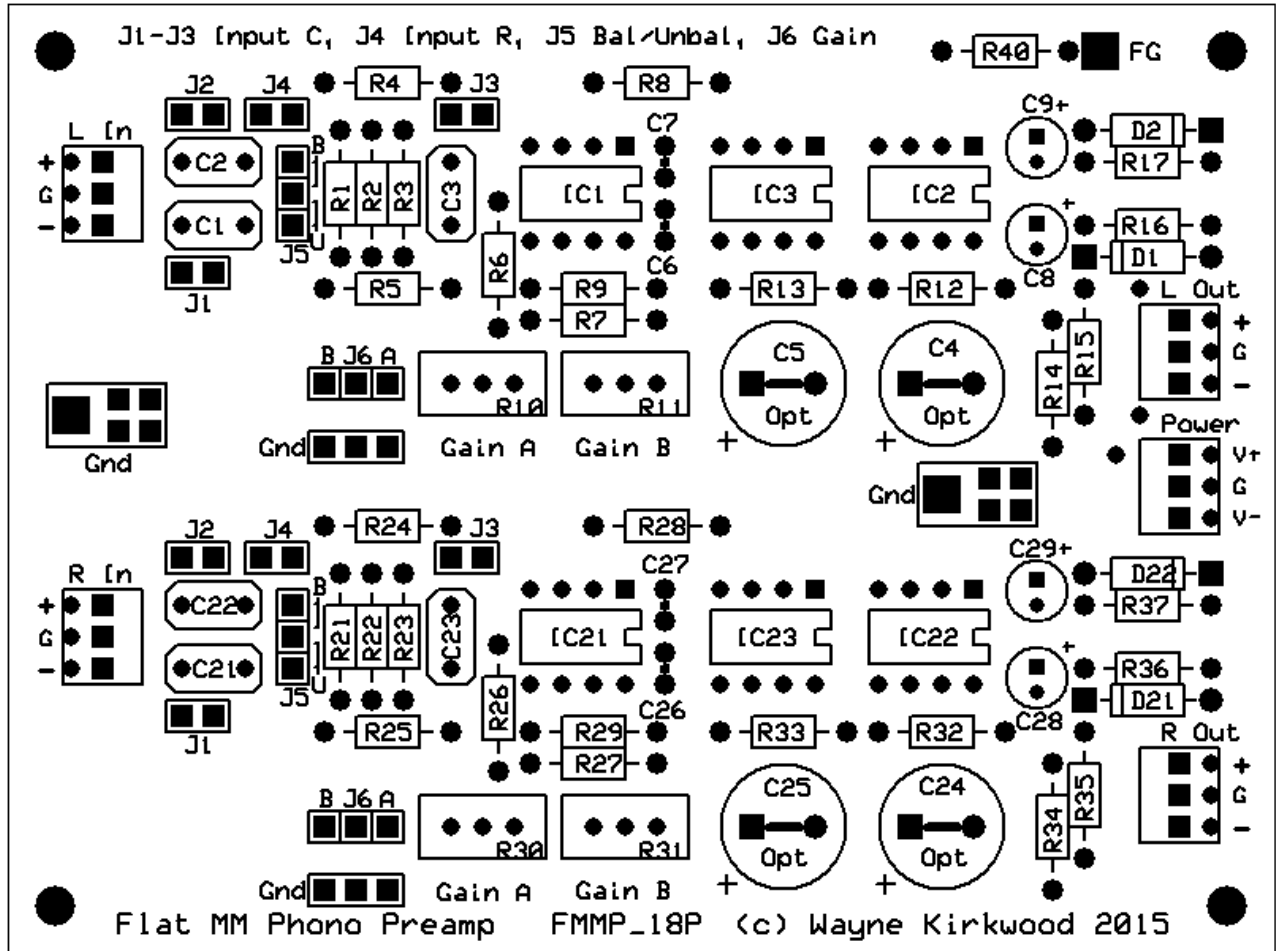 J1-J3 Input C, J4 Input R, J5 Bal/Unbal, J6 Gain
R40 FG
J2 J4 R4 J3 R8
L In
C7 C9+
D2
R17
+ C2 B
G R1 R2 R3 C3 IC1 IC3 IC2
- C1 U
J5
+
R16
D1
C8
J1 R5 R6 C6
R9 R13 R12
R7
L Out
+
G
-
B J6 A
R10 R11
C5 C4
Opt Opt
+ +
R14 R15
Gnd
Gnd Gain A Gain B
Power
V+
G
V-
Gnd
J2 J4 R24 J3 R28
R In
C27 C29+
D22
R37
+ C22 B
G R21 R22 R23 C23 IC21 IC23 IC22
- C21 U
J5
+
R36
D21
C28
J1 R25 R26 C26
R29 R33 R32
R27
R Out
+
G
-
B J6 A
R30 R31
C25 C24
Opt Opt
+ +
R34 R35
Gnd Gain A Gain B
Flat MM Phono Preamp FMMP_18P (c) Wayne Kirkwood 2015